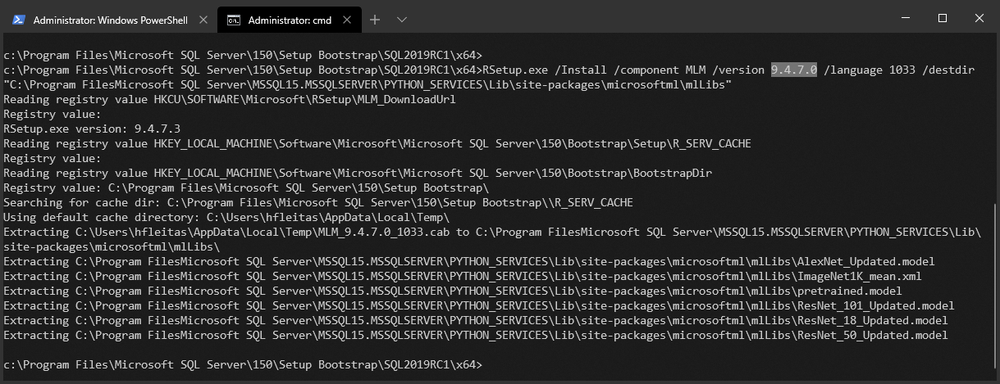 Administrator: Windows PowerShell
Administrator: cmd
c:\Program Files\Microsoft SQL Server\150\Setup Bootstrap\SQL2019RC1\x64>
c:\Program Files\Microsoft SQL Server\150\Setup Bootstrap\SQL2019RC1\x64>RSetup.exe /Install /component MLM /version 9.4.7.0 /language 1033 /destdir
"C:\Program FilesMicrosoft SQL Server\MSSQL15.MSSQLSERVER\PYTHON_SERVICES\Lib\site-packages\microsoftml\mlLibs"
Reading registry value HKCU\SOFTWARE\Microsoft\RSetup\MLM_DownloadUrl
Registry value:
RSetup.exe version: 9.4.7.3
Reading registry value HKEY_LOCAL_MACHINE\Software\Microsoft\Microsoft SQL Server\150\Bootstrap\Setup\R_SERV_CACHE
Registry value:
Reading registry value HKEY_LOCAL_MACHINE\Software\Microsoft\Microsoft SQL Server\150\Bootstrap\BootstrapDir
Registry value: C:\Program Files\Microsoft SQL Server\150\Setup Bootstrap\
Searching for cache dir: C:\Program Files\Microsoft SQL Server\150\Setup Bootstrap\\R_SERV_CACHE
Using default cache directory: C:\Users\hfleitas\AppData\Local\Temp\
Extracting C:\Users\hfleitas\AppData\Local\Temp\MLM_9.4.7.0_1033.cab to C:\Program FilesMicrosoft SQL Server\MSSQL15.MSSQLSERVER\PYTHON_SERVICES\Lib\
site-packages\microsoftml\mlLibs\
Extracting C:\Program FilesMicrosoft SQL Server\MSSQL15.MSSQLSERVER\PYTHON_SERVICES\Lib\site-packages\microsoftml\mlLibs\AlexNet_Updated.model
Extracting C:\Program FilesMicrosoft SQL Server\MSSQL15.MSSQLSERVER\PYTHON_SERVICES\Lib\site-packages\microsoftml\mlLibs\ImageNet1K_mean.xml
Extracting C:\Program FilesMicrosoft SQL Server\MSSQL15.MSSQLSERVER\PYTHON_SERVICES\Lib\site-packages\microsoftml\mlLibs\pretrained.model
Extracting C:\Program FilesMicrosoft SQL Server\MSSQL15.MSSQLSERVER\PYTHON_SERVICES\Lib\site-packages\microsoftml\mlLibs\ResNet_101_Updated.model
Extracting C:\Program FilesMicrosoft SQL Server\MSSQL15.MSSQLSERVER\PYTHON_SERVICES\Lib\site-packages\microsoftml\mlLibs\ResNet_18_Updated.model
Extracting C:\Program FilesMicrosoft SQL Server\MSSQL15.MSSQLSERVER\PYTHON_SERVICES\Lib\site-packages\microsoftml\mlLibs\ResNet_50_Updated.model
c:\Program Files\Microsoft SQL Server\150\Setup Bootstrap\SQL2019RC1\x64>